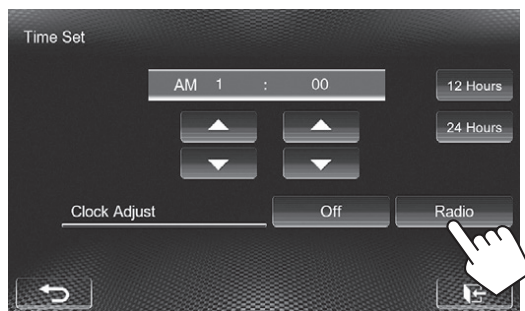 Time Set
AM 1 : 00
12 Hours
24 Hours
Clock Adjust Off Radio